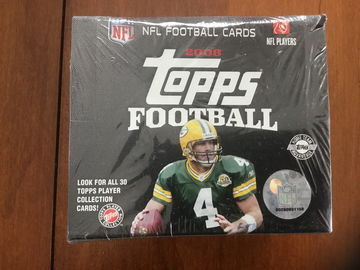 NFL
NFL FOOTBALL CARDS
NFL PLAYERS
2008
Topps
FOOTBALL
LOOK FOR ALL 30
TOPPS PLAYER
COLLECTION
CARDS!
4